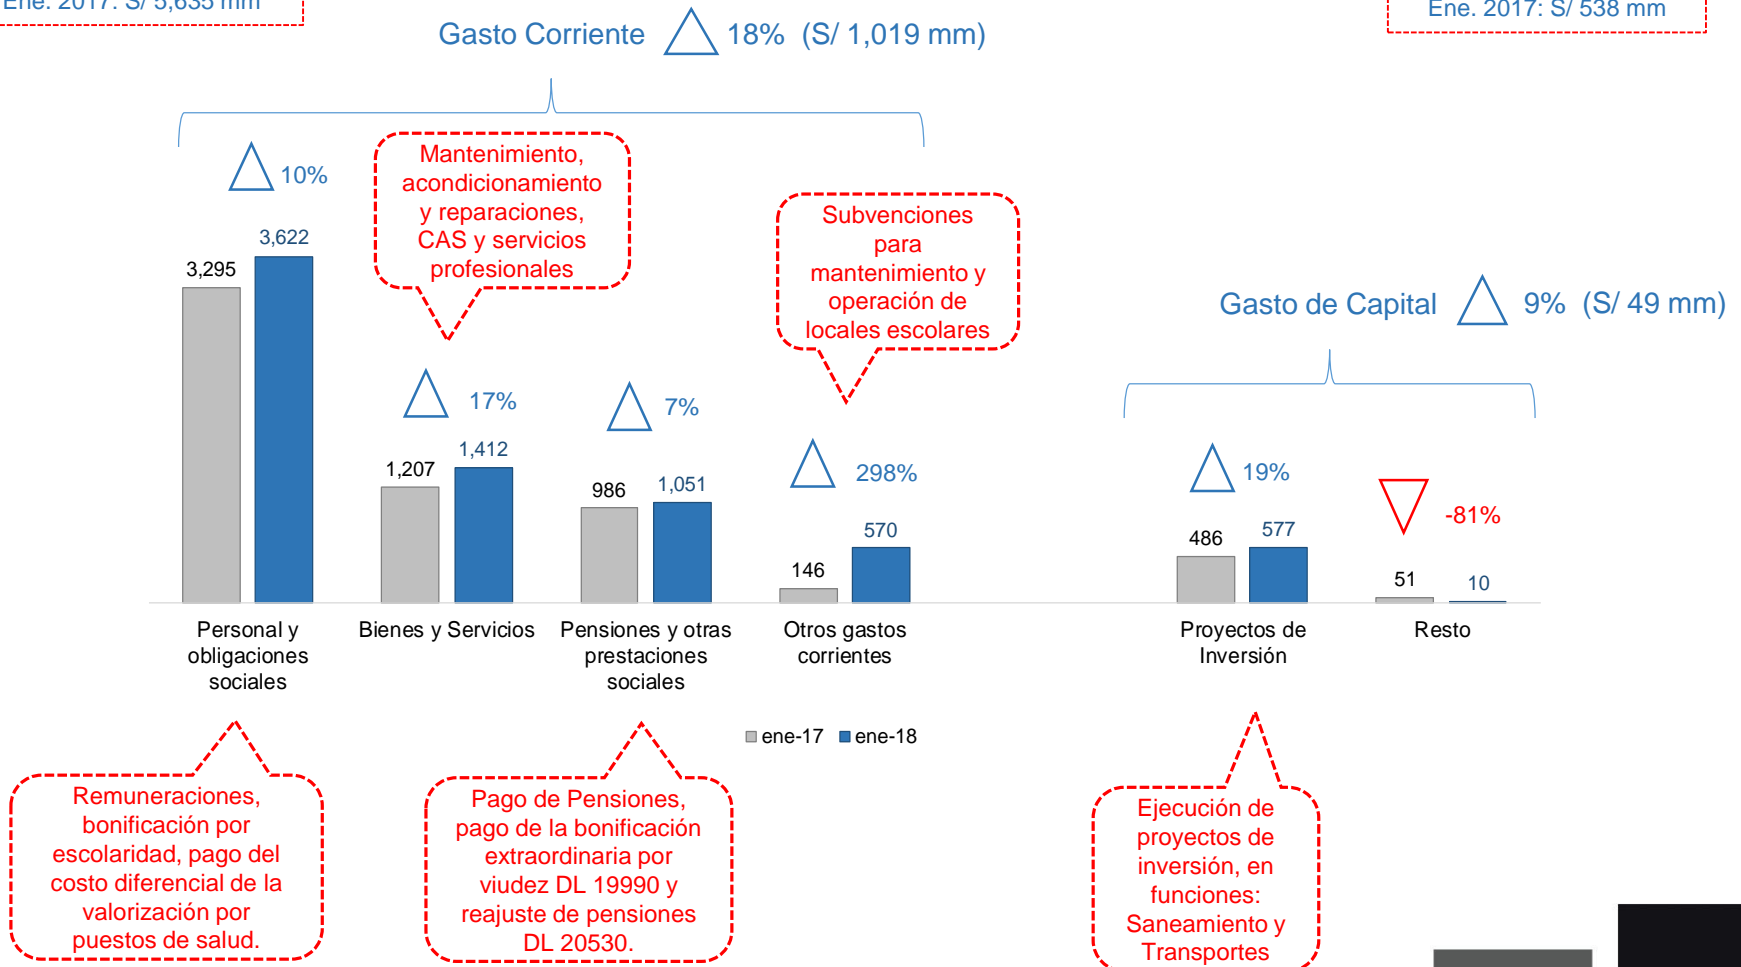 Ene. 2017: S/ 5,635 mm
Ene. 2017: S/ 538 mm
Gasto Corriente 18% (S/ 1,019 mm)
10%
Mantenimiento,
acondicionamiento
y reparaciones,
CAS y servicios
profesionales
Subvenciones
para
mantenimiento y
operación de
locales escolares
Gasto de Capital 9% (S/ 49 mm)
3,295
3,622
17%
1,207
1,412
7%
986
1,051
298%
146
570
19%
486
577
-81%
51
10
Personal y
obligaciones
sociales
Bienes y Servicios
Pensiones y otras
prestaciones
sociales
Otros gastos
corrientes
Proyectos de
Inversión
Resto
ene-17 ene-18
Remuneraciones,
bonificación por
escolaridad, pago del
costo diferencial de la
valorización por
puestos de salud.
Pago de Pensiones,
pago de la bonificación
extraordinaria por
viudez DL 19990 y
reajuste de pensiones
DL 20530.
Ejecución de
proyectos de
inversión, en
funciones:
Saneamiento y
Transportes